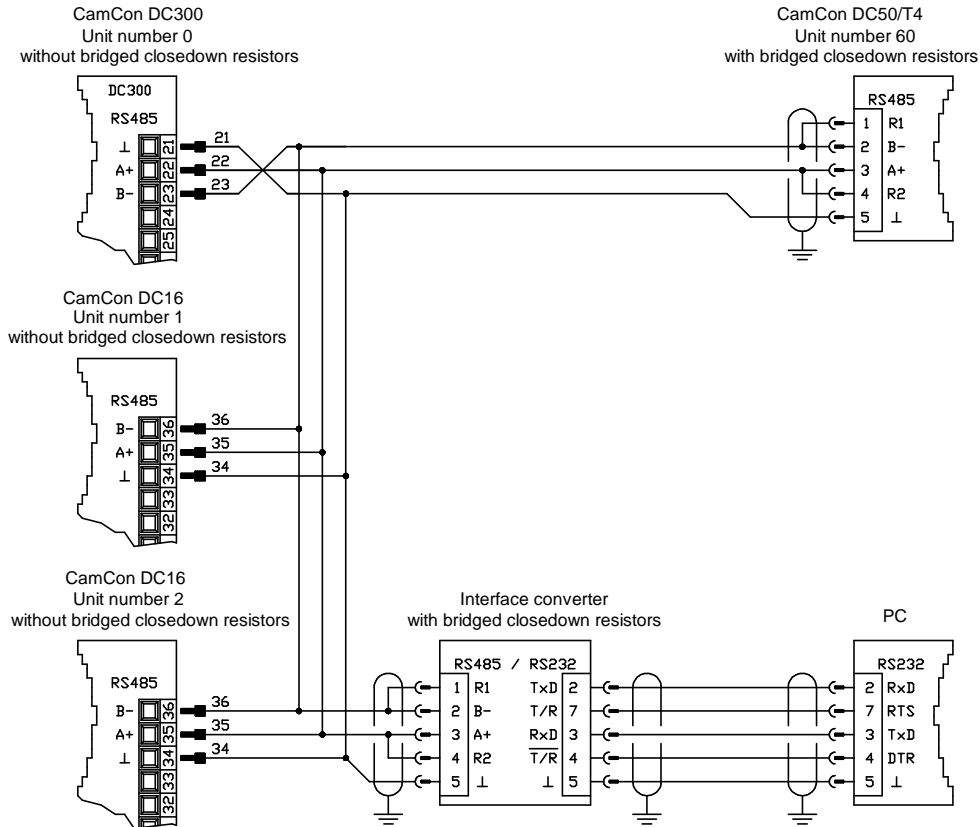 CamCon DC300
Unit number 0
without bridged closedown resistors
DC300
RS485
⊥ 21 21
A+ 22 22
B- 23 23
24
25
CamCon DC50/T4
Unit number 60
with bridged closedown resistors
RS485
1 R1
2 B-
3 A+
4 R2
5 ⊥
CamCon DC16
Unit number 1
without bridged closedown resistors
RS485
B- 36 36
A+ 35 35
⊥ 34 34
33
32
CamCon DC16
Unit number 2
without bridged closedown resistors
RS485
B- 36 36
A+ 35 35
⊥ 34 34
33
32
Interface converter
with bridged closedown resistors
RS485 / RS232
1 R1 TxD 2
2 B- T/R 7
3 A+ RxD 3
4 R2 T/R 4
5 ⊥ ⊥ 5
PC
RS232
2 RxD
7 RTS
3 TxD
4 DTR
5 ⊥